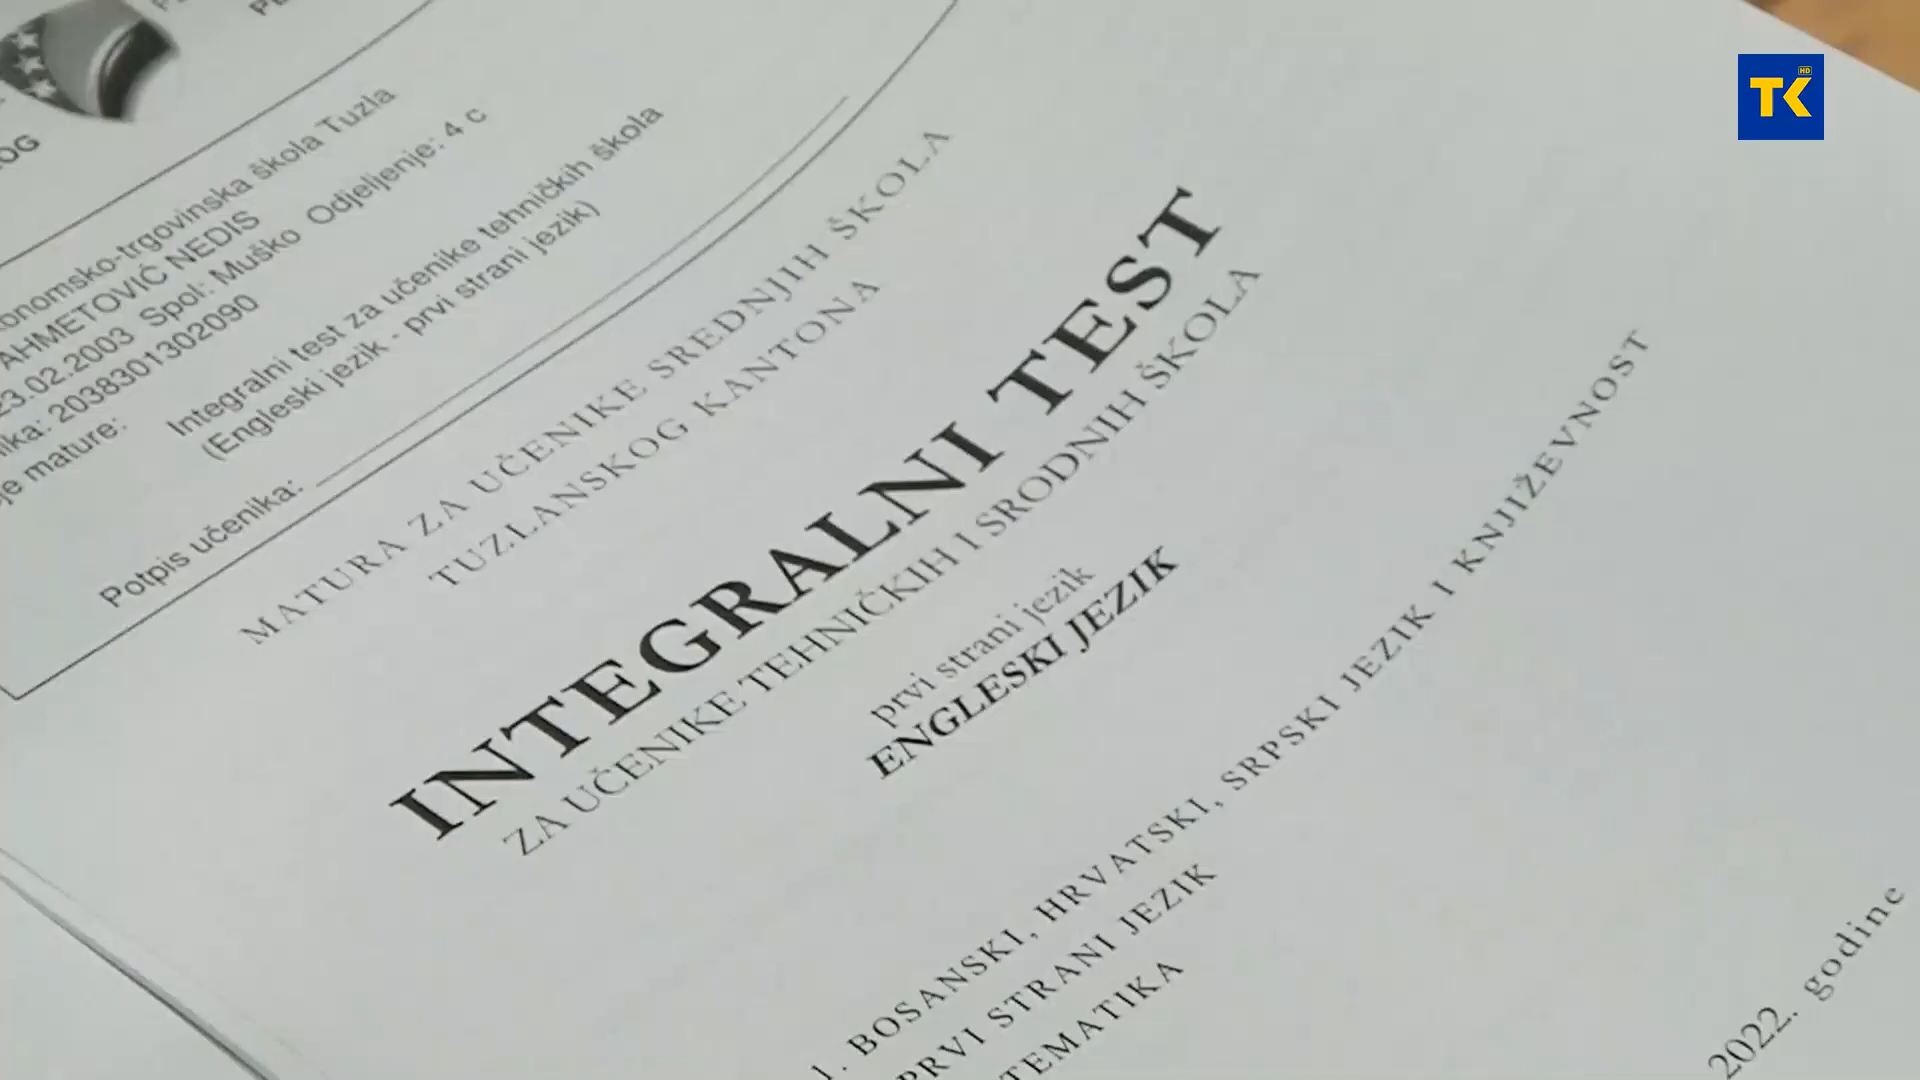 TK HD
OG
konomsko-trgovinska škola Tuzla
AHMETOVIĆ NEDIS
23.02.2003 Spol: Muško Odjeljenje: 4 c
ika: 2038301302090
je mature: Integralni test za učenike tehničkih škola
(Engleski jezik - prvi strani jezik)
Potpis učenika:
MATURA ZA UČENIKE SREDNJIH ŠKOLA
TUZLANSKOG KANTONA
INTEGRALNI TEST
ZA UČENIKE TEHNIČKIH I SRODNIH ŠKOLA
prvi strani jezik
ENGLESKI JEZIK
1. BOSANSKI, HRVATSKI, SRPSKI JEZIK I KNJIŽEVNOST
PRVI STRANI JEZIK
TEMATIKA
2022. godine